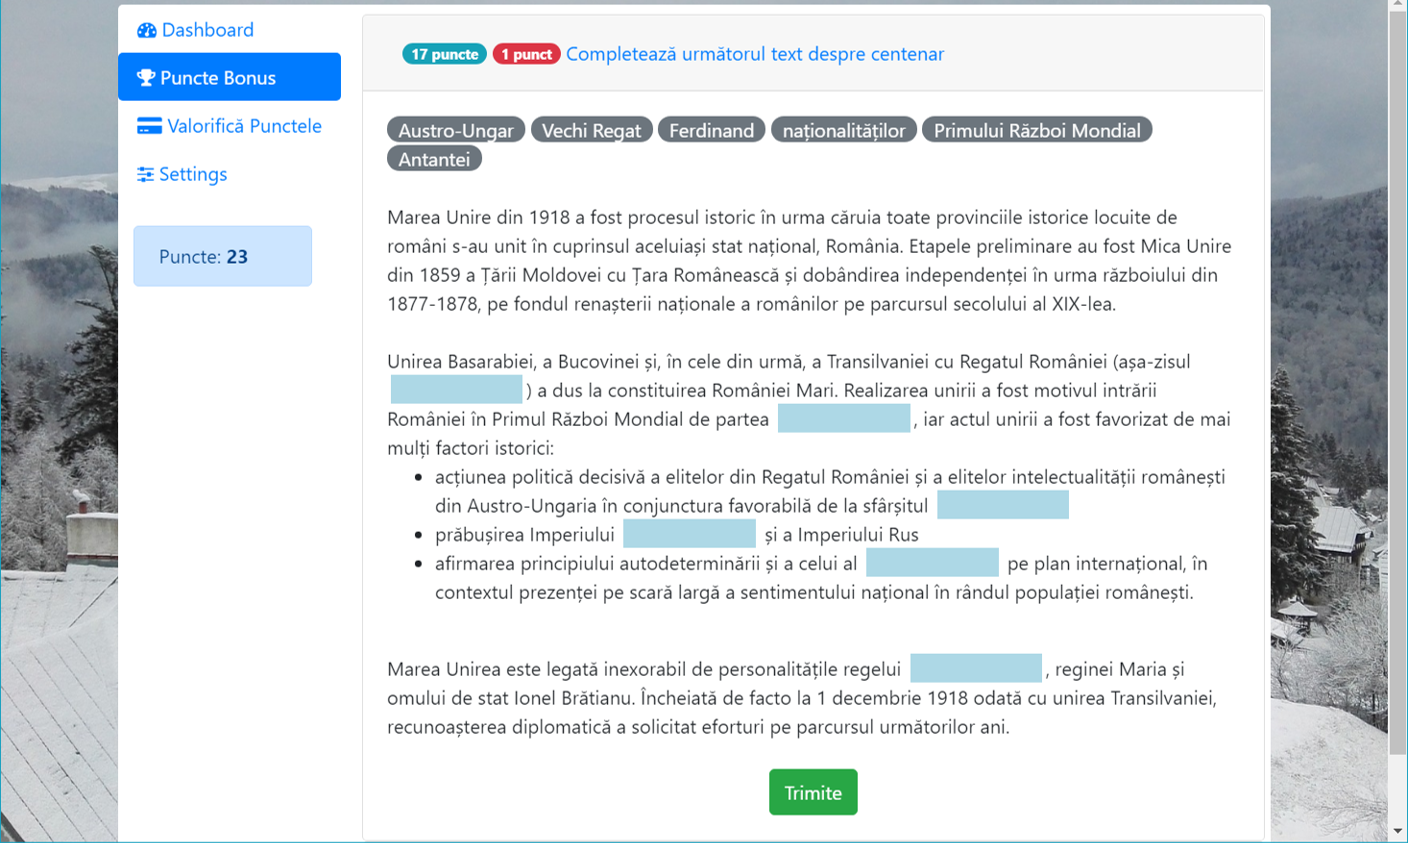 Dashboard
Puncte Bonus
Valorifică Punctele
Settings
Puncte: 23
17 puncte 1 punct Completează următorul text despre centenar
Austro-Ungar Vechi Regat Ferdinand naționalităților Primului Război Mondial
Antantei
Marea Unire din 1918 a fost procesul istoric în urma căruia toate provinciile istorice locuite de
români s-au unit în cuprinsul aceluiași stat național, România. Etapele preliminare au fost Mica Unire
din 1859 a Țării Moldovei cu Țara Românească și dobândirea independenței în urma războiului din
1877-1878, pe fondul renașterii naționale a românilor pe parcursul secolului al XIX-lea.
Unirea Basarabiei, a Bucovinei și, în cele din urmă, a Transilvaniei cu Regatul României (așa-zisul
) a dus la constituirea României Mari. Realizarea unirii a fost motivul intrării
României în Primul Război Mondial de partea , iar actul unirii a fost favorizat de mai
mulți factori istorici:
• acțiunea politică decisivă a elitelor din Regatul României și a elitelor intelectualității românești
din Austro-Ungaria în conjunctura favorabilă de la sfârșitul
• prăbușirea Imperiului și a Imperiului Rus
• afirmarea principiului autodeterminării și a celui al pe plan internațional, în
contextul prezenței pe scară largă a sentimentului național în rândul populației românești.
Marea Unirea este legată inexorabil de personalitățile regelui , reginei Maria și
omului de stat Ionel Brătianu. Încheiată de facto la 1 decembrie 1918 odată cu unirea Transilvaniei,
recunoașterea diplomatică a solicitat eforturi pe parcursul următorilor ani.
Trimite